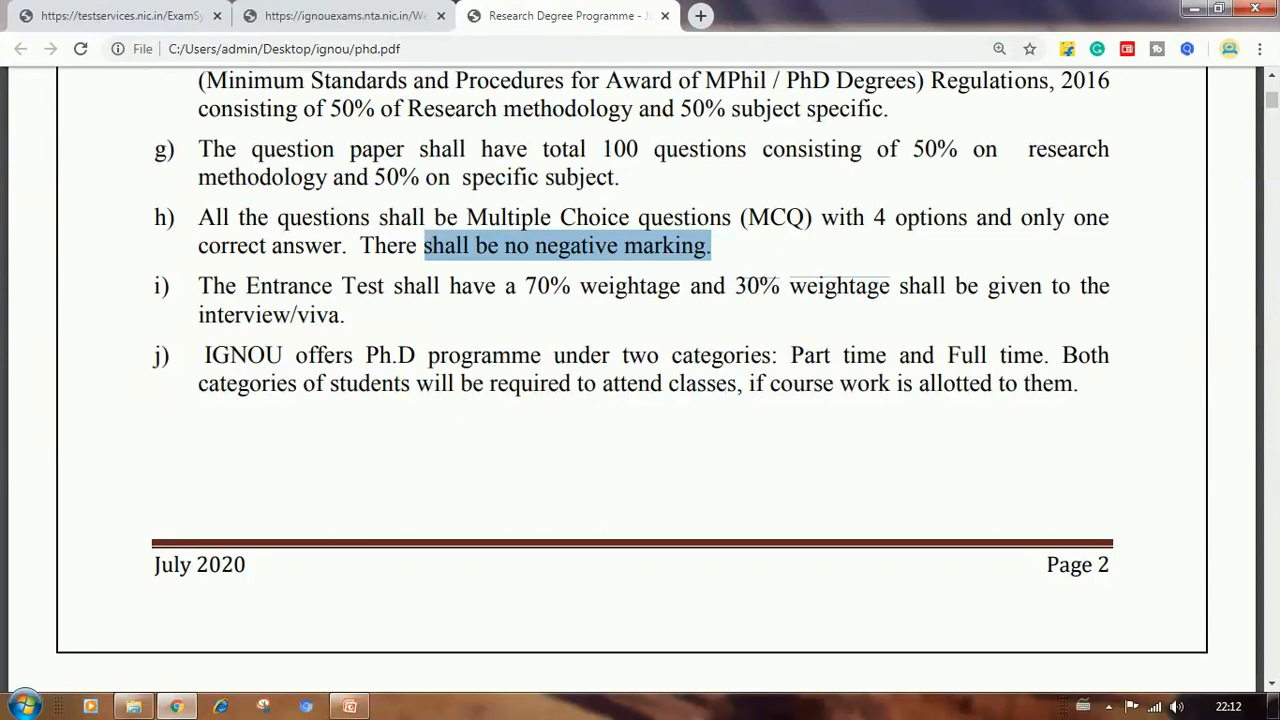 https://testservices.nic.in/ExamSy
https://ignouexams.nta.nic.in/We
Research Degree Programme - J
File
C:/Users/admin/Desktop/ignou/phd.pdf
(Minimum Standards and Procedures for Award of MPhil / PhD Degrees) Regulations, 2016
consisting of 50% of Research methodology and 50% subject specific.
g) The question paper shall have total 100 questions consisting of 50% on research
methodology and 50% on specific subject.
h) All the questions shall be Multiple Choice questions (MCQ) with 4 options and only one
correct answer. There shall be no negative marking.
i) The Entrance Test shall have a 70% weightage and 30% weightage shall be given to the
interview/viva.
j) IGNOU offers Ph.D programme under two categories: Part time and Full time. Both
categories of students will be required to attend classes, if course work is allotted to them.
July 2020
Page 2
22:12